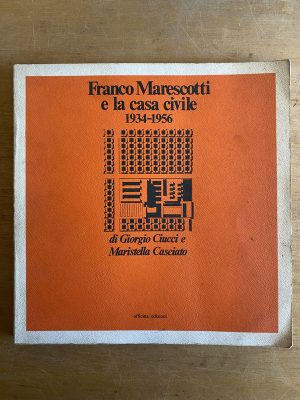 Franco Marescotti
e la casa civile
1934-1956
di Giorgio Ciucci e
Maristella Casciato
officina edizioni